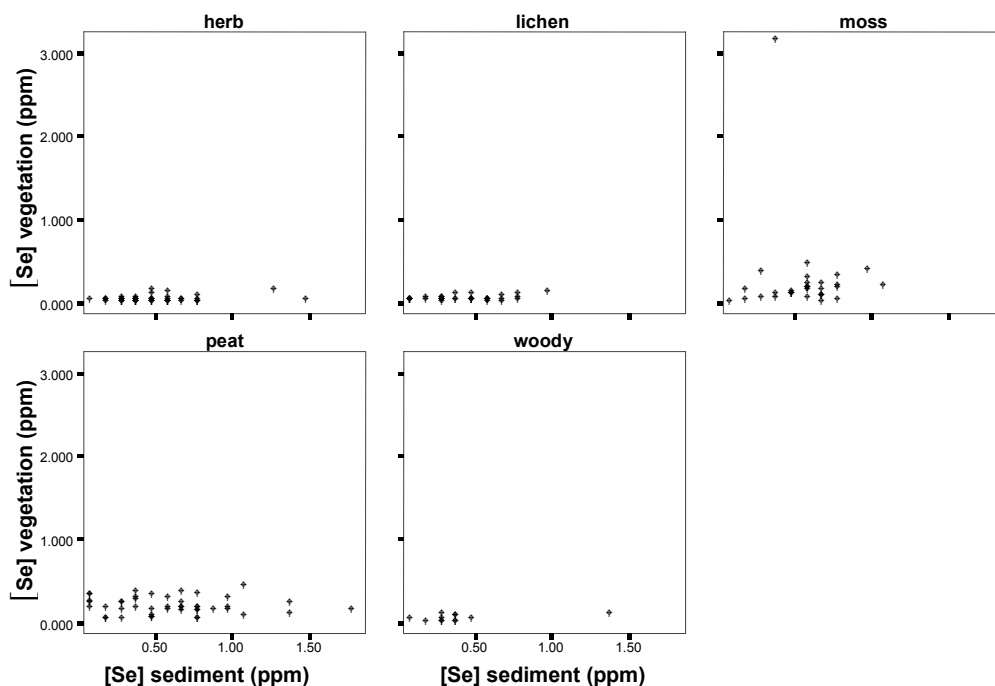 herb lichen moss
3.000
2.000
1.000
0.000
[Se] vegetation (ppm)
peat woody
3.000
2.000
1.000
0.000
[Se] vegetation (ppm)
0.50 1.00 1.50 0.50 1.00 1.50
[Se] sediment (ppm) [Se] sediment (ppm)